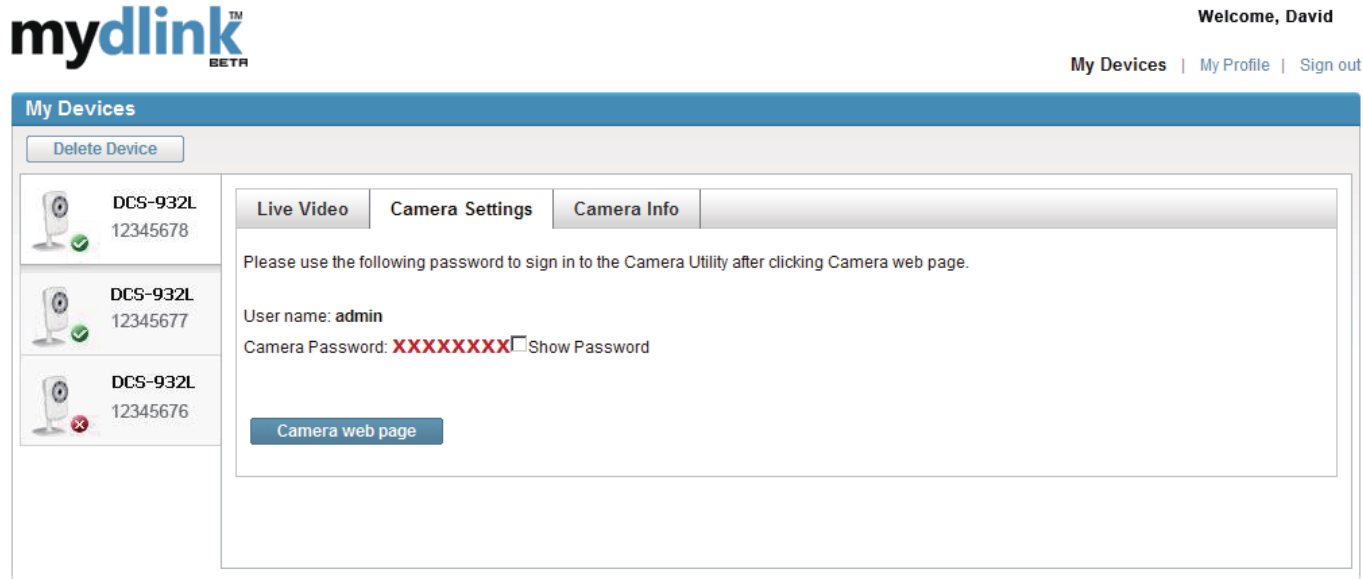 mydlink™
BETA
Welcome, David
My Devices | My Profile | Sign out
My Devices
Delete Device
DCS-932L
12345678
DCS-932L
12345677
DCS-932L
12345676
Live Video
Camera Settings
Camera Info
Please use the following password to sign in to the Camera Utility after clicking Camera web page.
User name: admin
Camera Password: XXXXXXXX Show Password
Camera web page